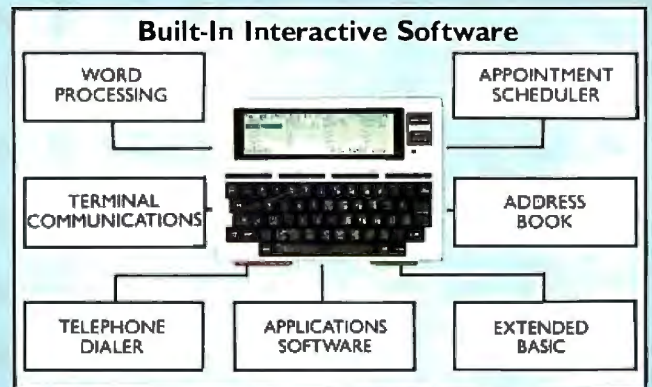 Built-In Interactive Software
WORD
PROCESSING
APPOINTMENT
SCHEDULER
TERMINAL
COMMUNICATIONS
ADDRESS
BOOK
TELEPHONE
DIALER
APPLICATIONS
SOFTWARE
EXTENDED
BASIC